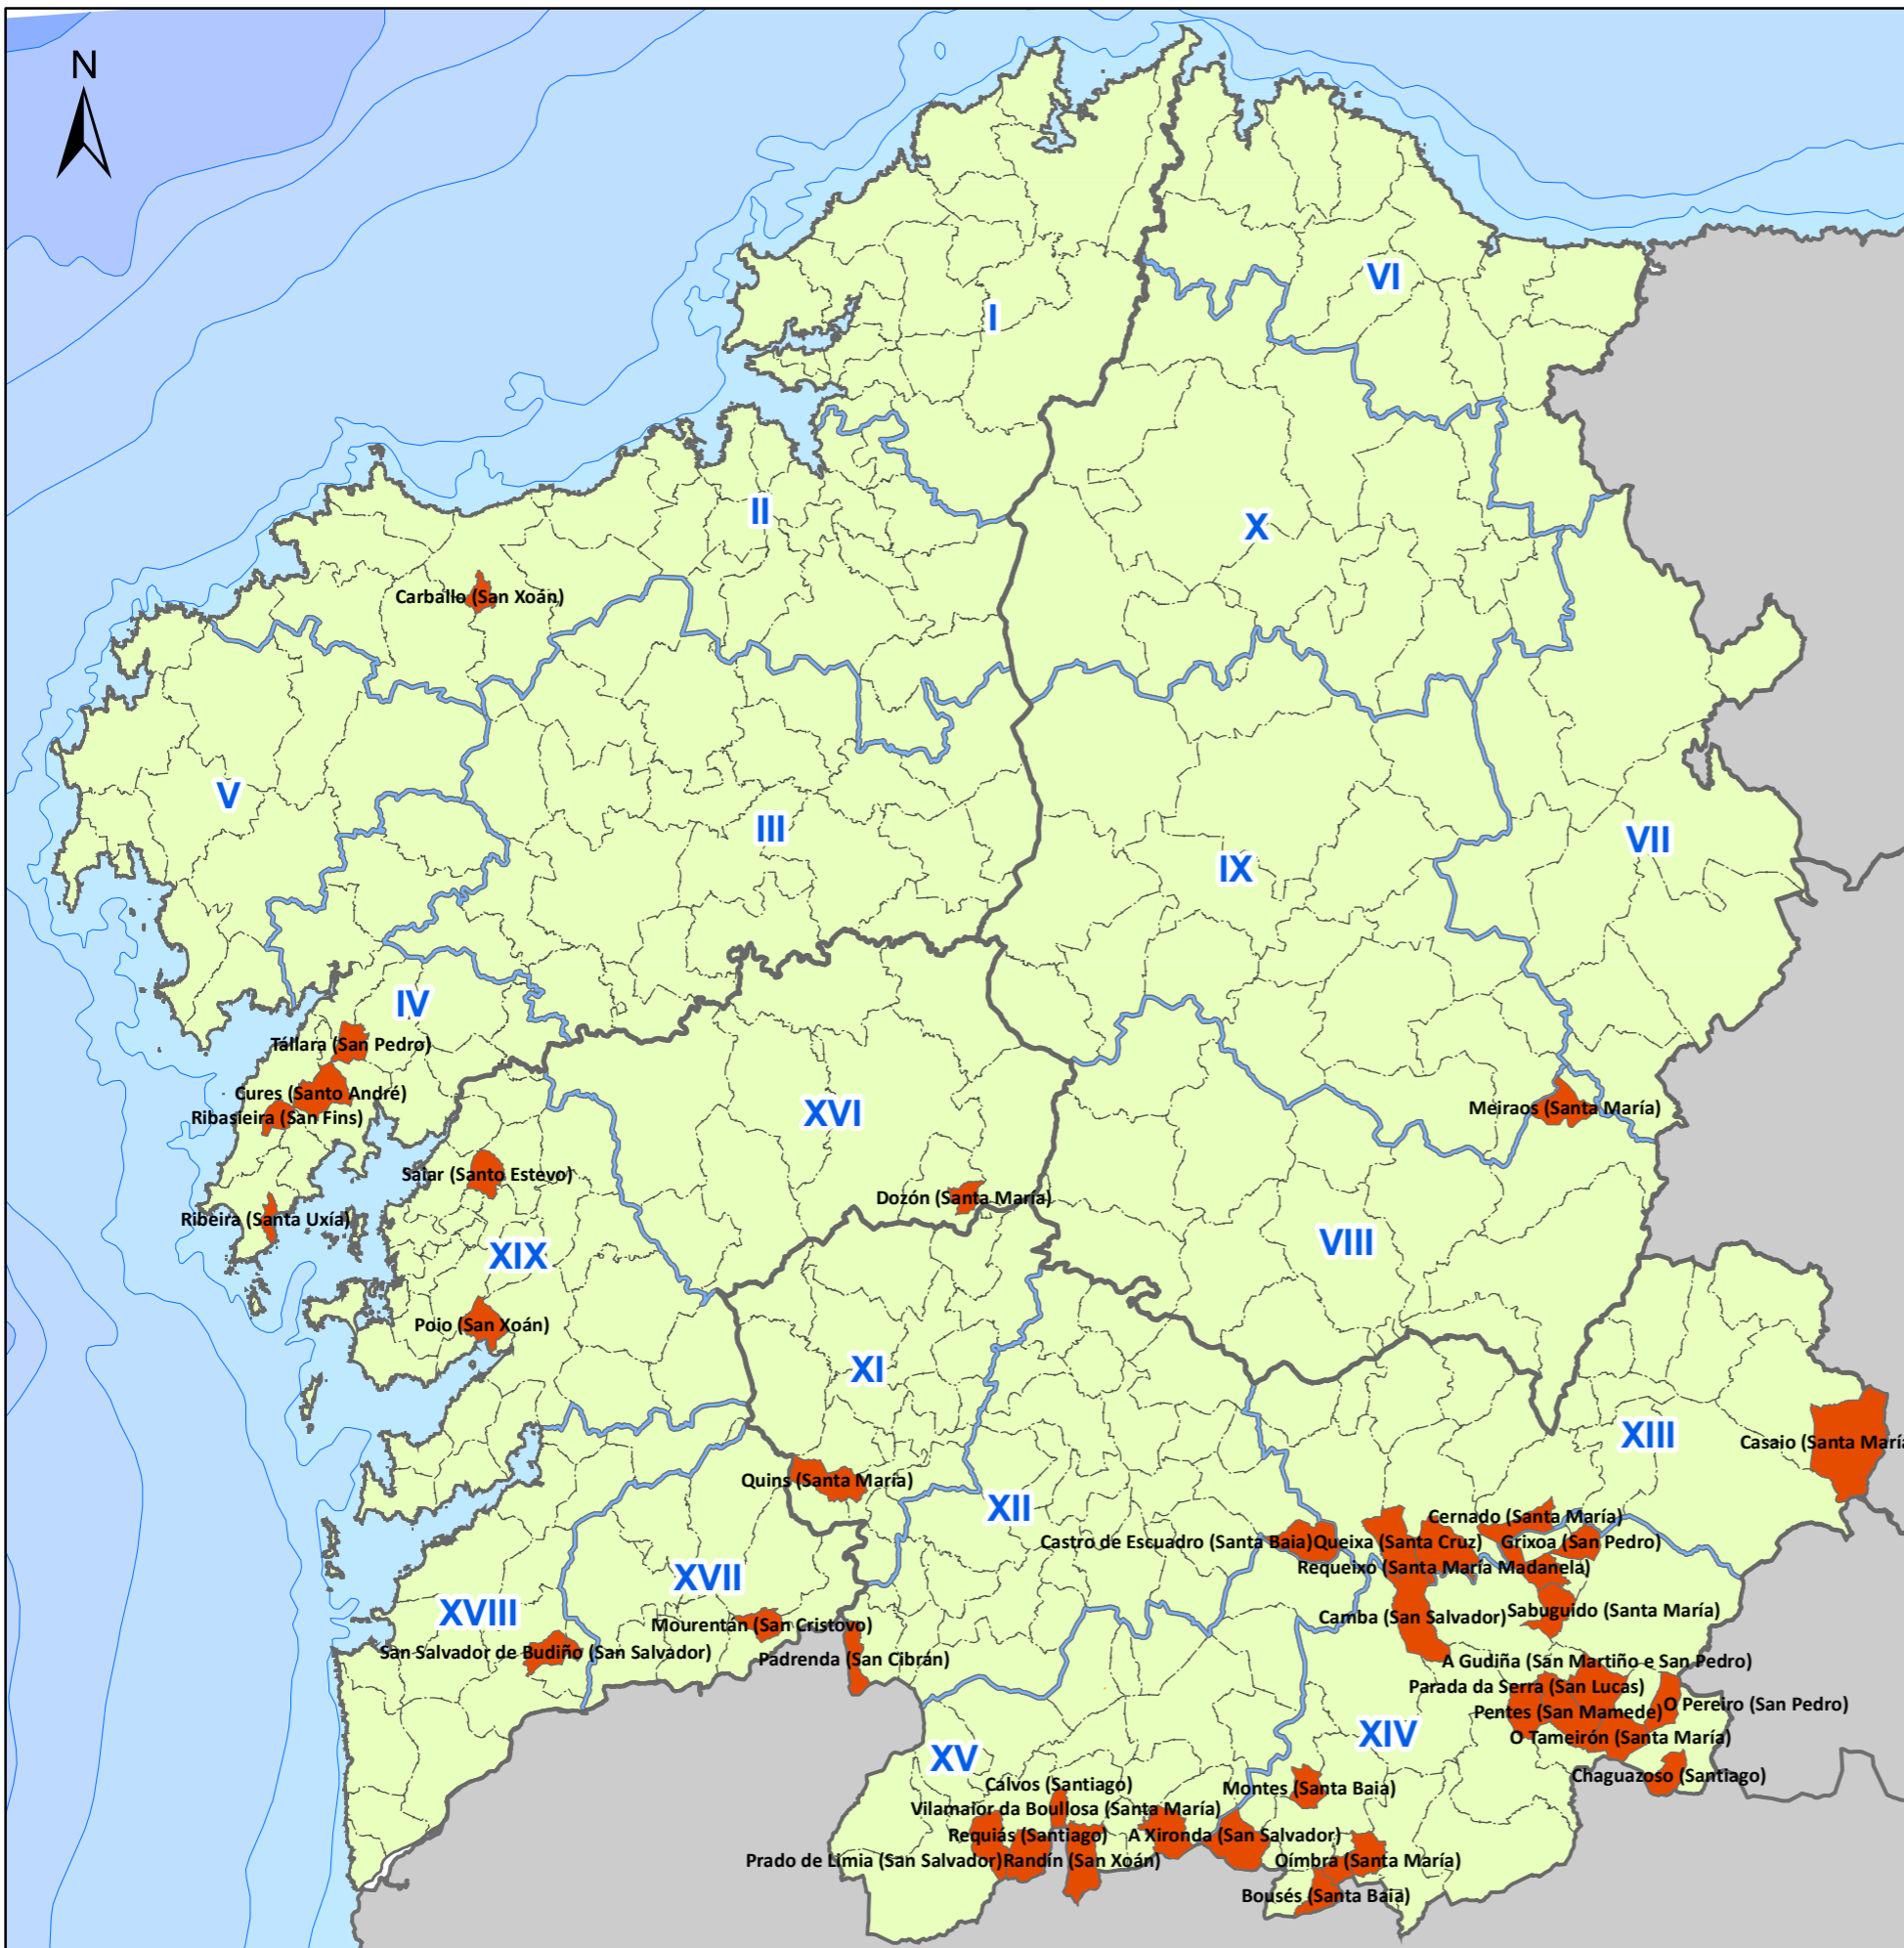 N
VI
I
II
X
Carballo (San Xoán)
V
III
VII
IX
IV
Tállara (San Pedro)
Cures (Santo André)
Ribasieira (San Fins)
XVI
Meiraos (Santa María)
Saiar (Santo Estevo)
Dozón (Santa María)
Ribeira (Santa Uxía)
XIX
VIII
Poio (San Xoán)
XI
XIII
Casaio (Santa María
Quins (Santa María)
XII
Cernado (Santa María)
Castro de Escuadro (Santa Baia)
Queixa (Santa Cruz)
Grixoa (San Pedro)
Requeixo (Santa María Madanela)
XVII
XVIII
Mourentán (San Cristovo)
Camba (San Salvador)
Sabuguido (Santa María)
San Salvador de Budiño (San Salvador)
Padrenda (San Cibrán)
A Gudiña (San Martiño e San Pedro)
Parada da Serra (San Lucas)
Pentes (San Mamede)
O Pereiro (San Pedro)
XIV
O Tameirón (Santa María)
XV
Chaguazoso (Santiago)
Calvos (Santiago)
Montes (Santa Baia)
Vilamaior da Boullosa (Santa María)
Requiás (Santiago)
A Xironda (San Salvador)
Prado de Limia (San Salvador)
Randín (San Xoán)
Oímbra (Santa María)
Bousés (Santa Baia)